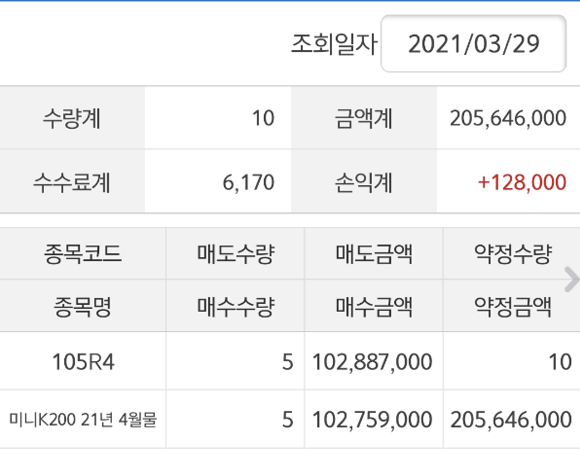 조회일자 2021/03/29
수량계 10 금액계 205,646,000
수수료계 6,170 손익계 +128,000
종목코드 매도수량 매도금액 약정수량
종목명 매수수량 매수금액 약정금액
105R4 5 102,887,000 10
미니K200 21년 4월물 5 102,759,000 205,646,000